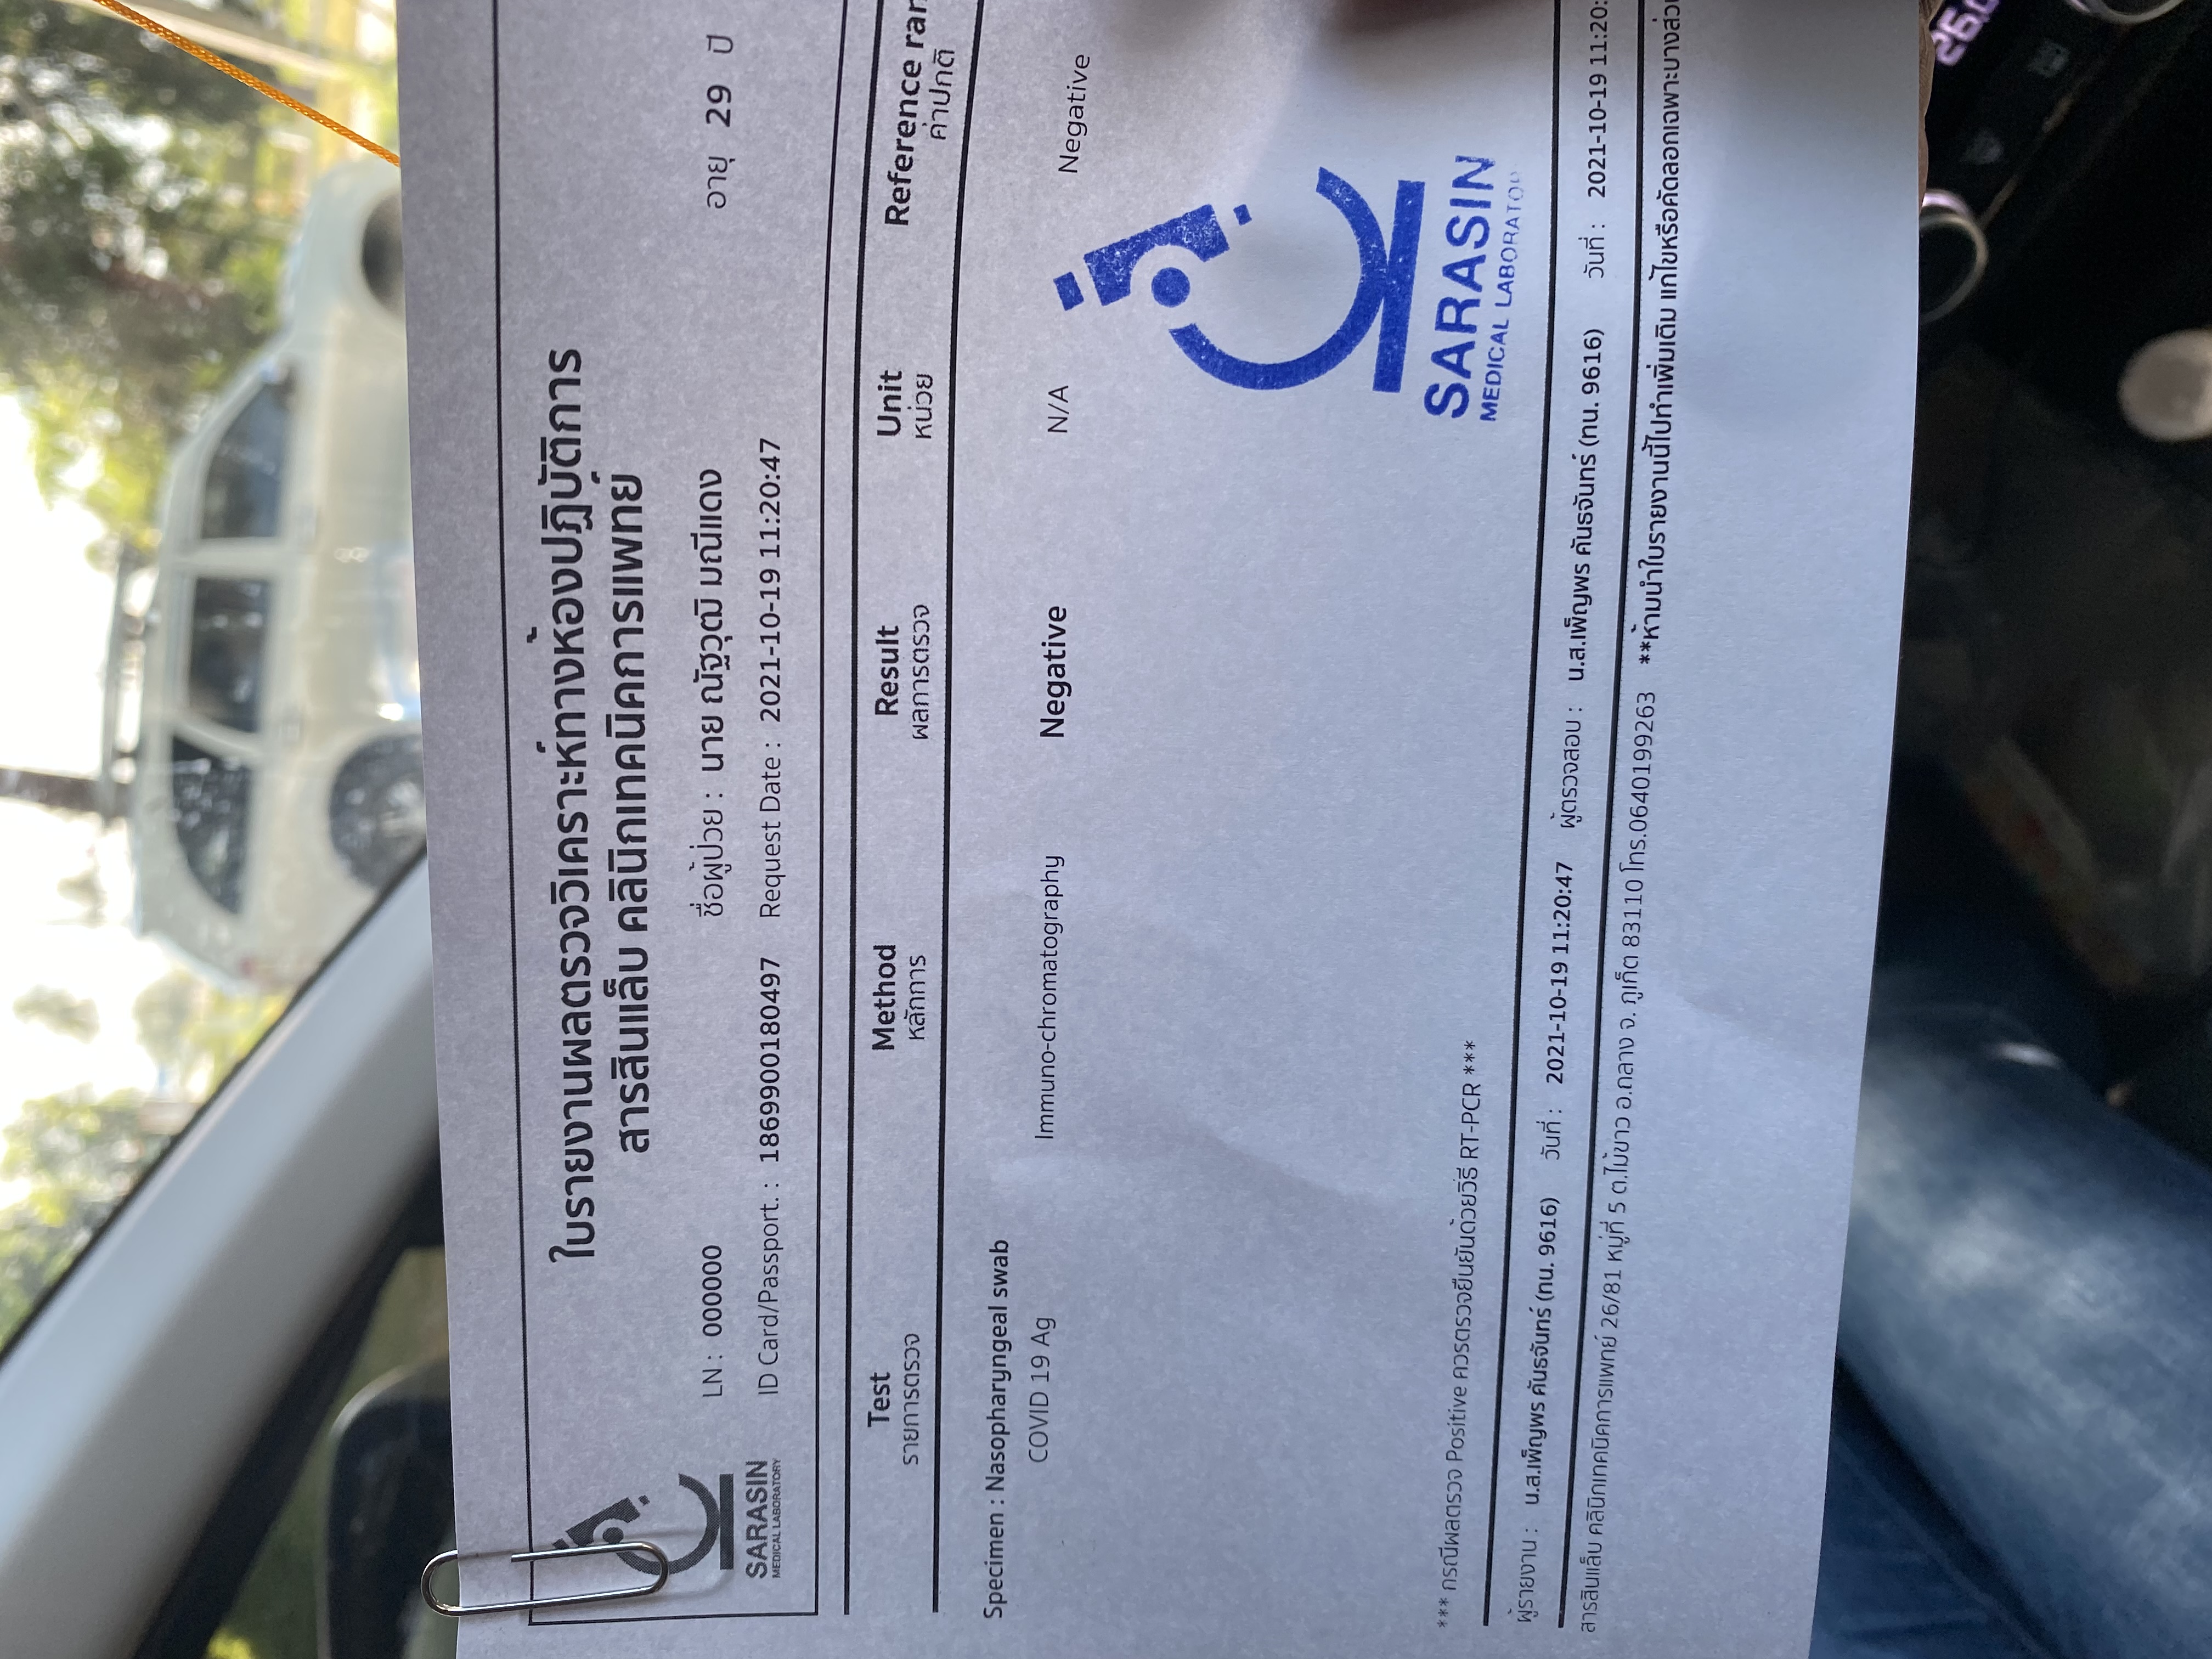 ใบรายงานผลตรวจวิเคราะห์ทางห้องปฏิบัติการ
สารสินแล็บ คลินิกเทคนิคการแพทย์
SARASIN
MEDICAL LABORATORY
LN : 000000 ชื่อผู้ป่วย : นาย ณัฐวุฒิ มณีแดง อายุ 29 ปี
ID Card/Passport. : 1869900180497 Request Date : 2021-10-19 11:20:47
Test Method Result Unit Reference
รายการตรวจ หลักการ ผลการตรวจ หน่วย ค่าปกติ
Specimen : Nasopharyngeal swab
COVID 19 Ag Immuno-chromatography Negative N/A Negative
SARASIN
MEDICAL
*** กรณีผลตรวจ Positive ควรตรวจยืนยันด้วยวิธี RT-PCR ***
ผู้รายงาน : น.ส.เพ็ญพร คันธจันทร์ (ทน. 9616) วันที่ : 2021-10-19 11:20:47 ผู้ตรวจสอบ : น.ส.เพ็ญพร คันธจันทร์ (ทน. 9616) วันที่ : 2021-10-19 11:20:
สารสินแล็บ คลินิกเทคนิคการแพทย์ 26/81 หมู่ที่ 5 ต.ไม้ขาว อ.ถลาง จ. ภูเก็ต 83110 โทร.0640199263 **ห้ามนำใบรายงานนี้ไปทำเพิ่มเติม แก้ไขหรือคัดลอกเฉพาะบาง